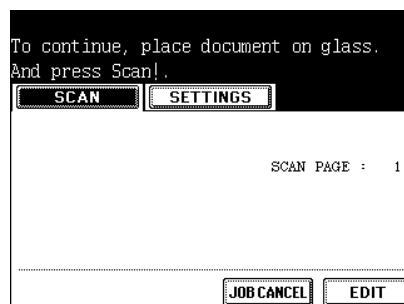 To continue, place document on glass.
And press Scan!.
SCAN SETTINGS
SCAN PAGE : 1
JOB CANCEL EDIT